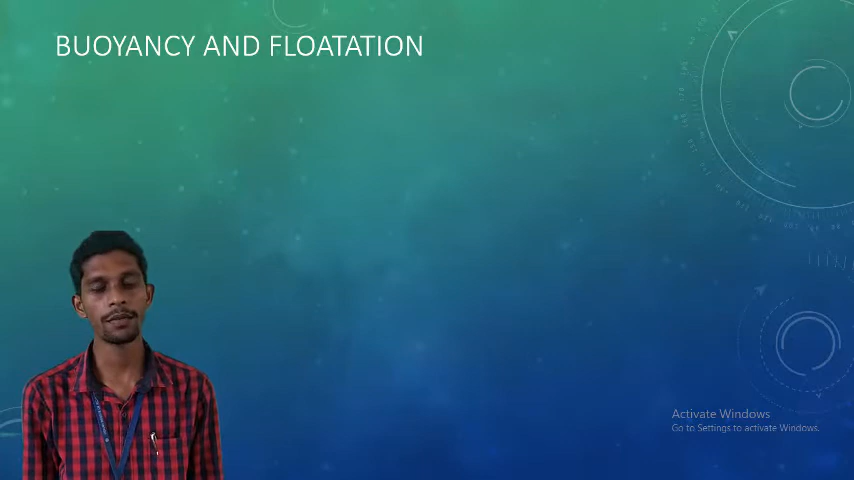 BUOYANCY AND FLOATATION
Activate Windows
Go to Settings to activate Windows.